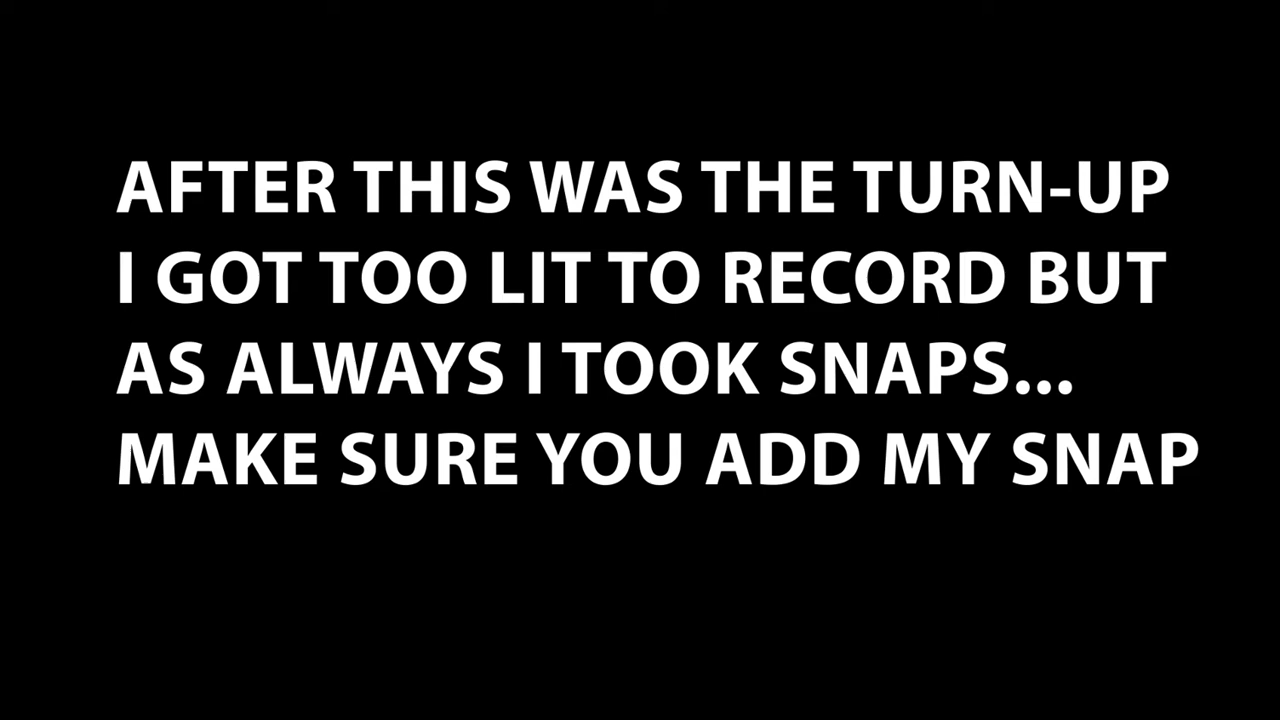 AFTER THIS WAS THE TURN-UP
I GOT TOO LIT TO RECORD BUT
AS ALWAYS I TOOK SNAPS...
MAKE SURE YOU ADD MY SNAP